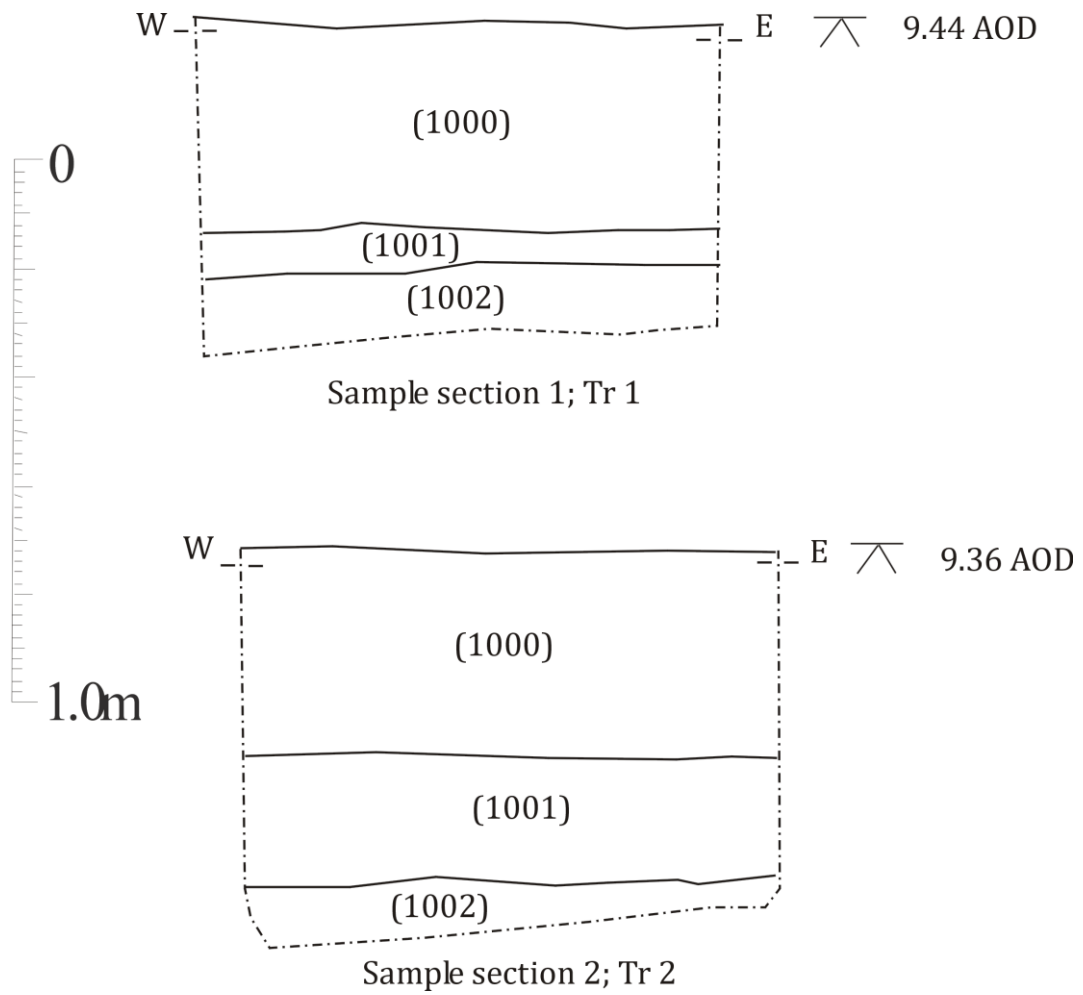 W E 9.44 AOD
(1000)
0
(1001)
(1002)
Sample section 1; Tr 1
W E 9.36 AOD
(1000)
1.0m
(1001)
(1002)
Sample section 2; Tr 2